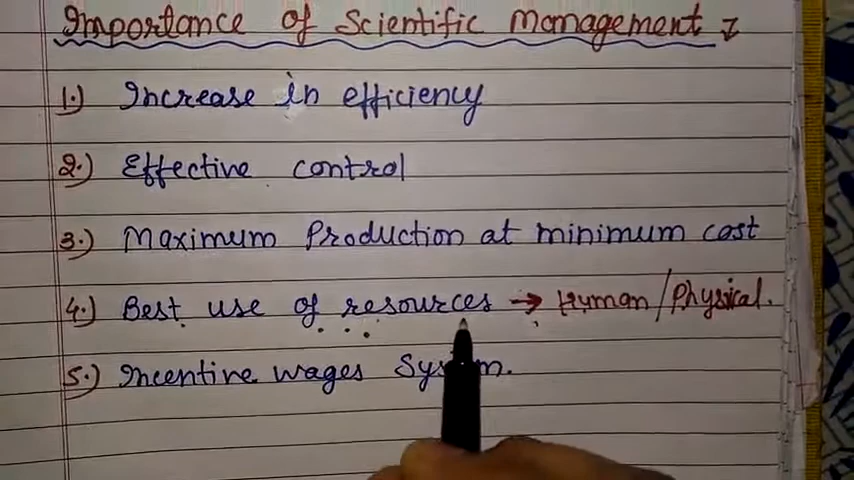 Importance of Scientific Management :
1.) Increase in efficiency
2.) Effective control
3.) Maximum Production at minimum cost
4.) Best use of resources → Human/Physical.
5.) Incentive wages System.